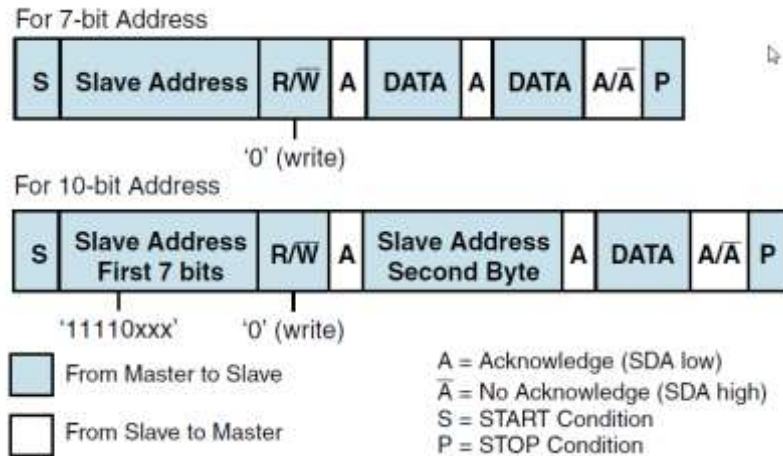 For 7-bit Address
S Slave Address R/W̅ A DATA A DATA A/A̅ P
'0' (write)
For 10-bit Address
S Slave Address First 7 bits R/W̅ A Slave Address Second Byte A DATA A/A̅ P
'11110xxx' '0' (write)
From Master to Slave
From Slave to Master
A = Acknowledge (SDA low)
A̅ = No Acknowledge (SDA high)
S = START Condition
P = STOP Condition